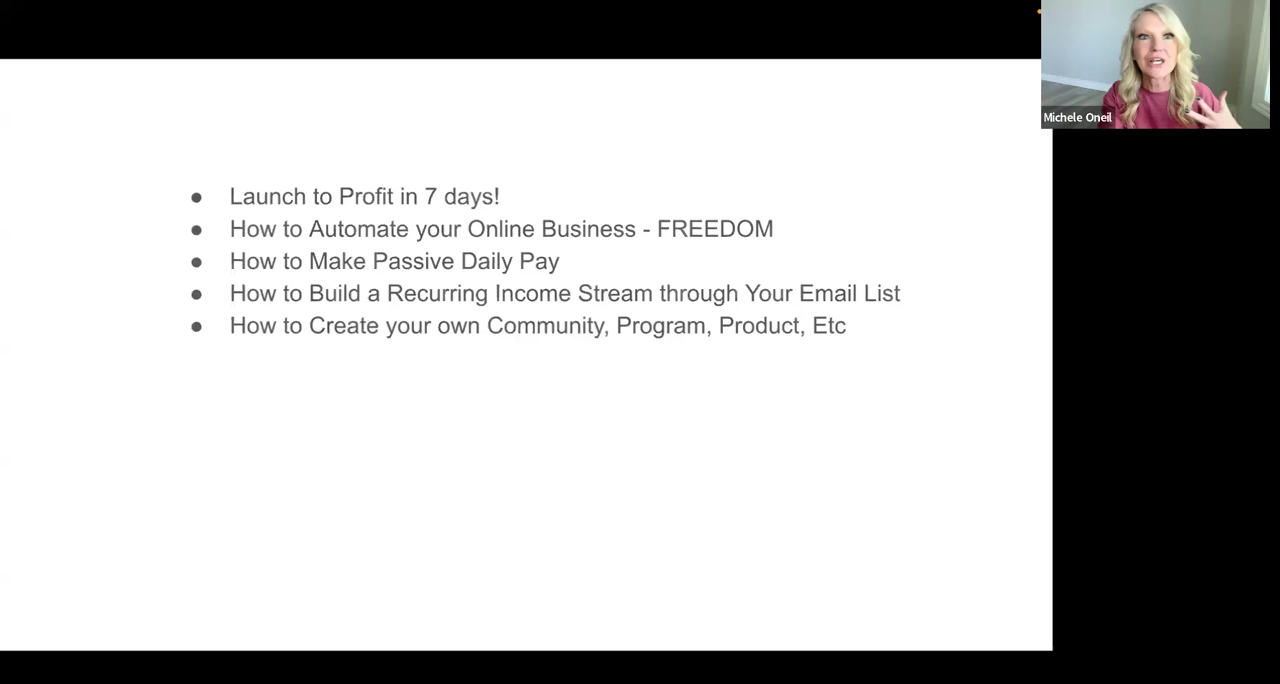 Michele Oneil
● Launch to Profit in 7 days!
● How to Automate your Online Business - FREEDOM
● How to Make Passive Daily Pay
● How to Build a Recurring Income Stream through Your Email List
● How to Create your own Community, Program, Product, Etc